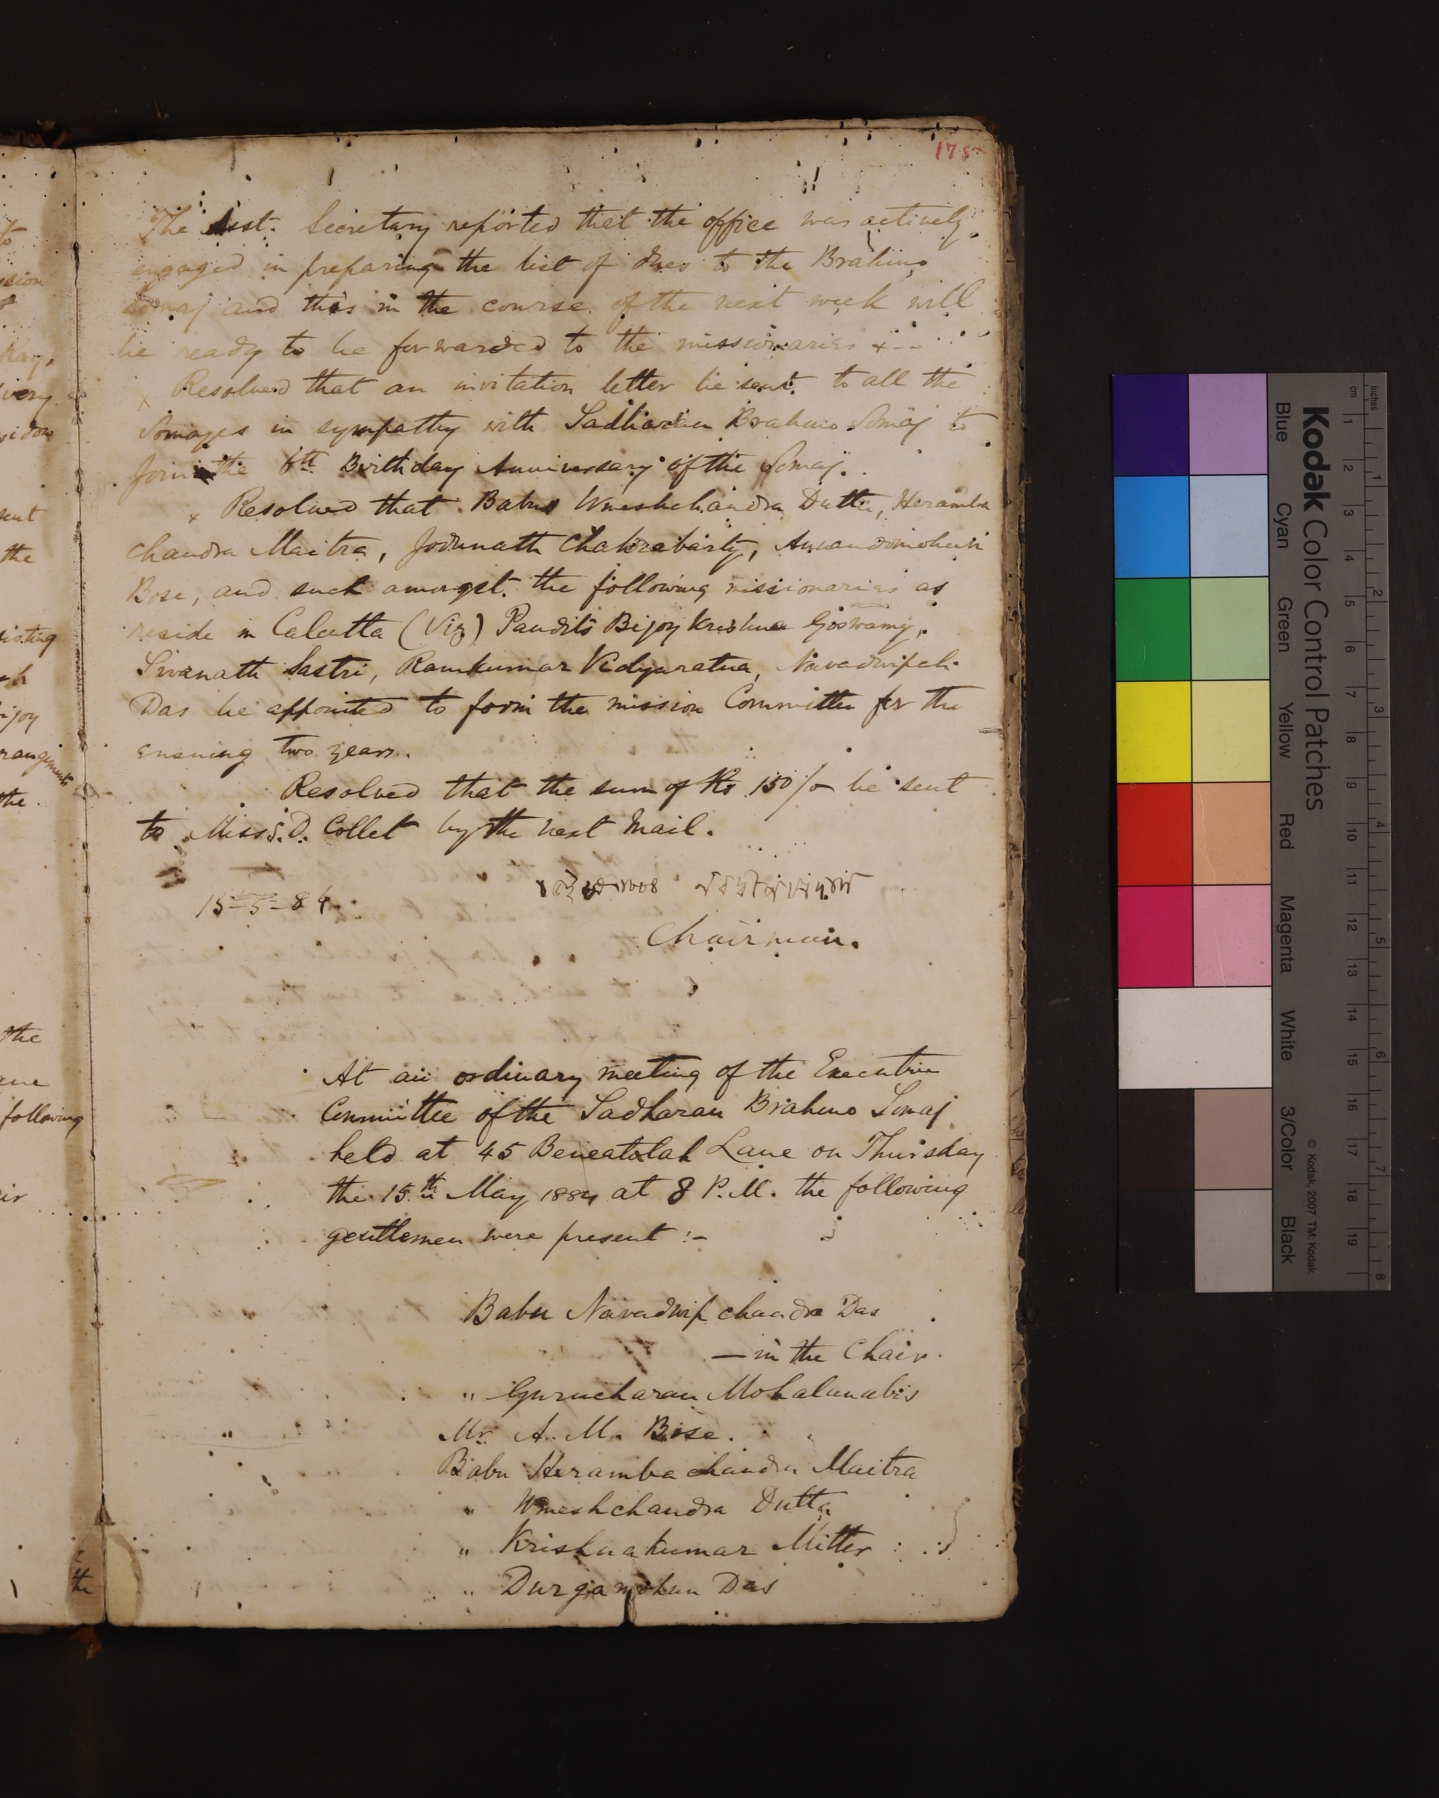 175
The Asst. Secretary reported that the office was actively
engaged in preparing the list of dues to the Brahmo
Somaj and this in the course of the next week will
be ready to be forwarded to the missionaries
x Resolved that an invitation letter be sent to all the
Somajes in sympathy with Sadharan Brahmo Somaj to
join the 6th Birthday Anniversary of the Somaj.
x Resolved that Babus Umeshchandra Dutta, Heramba
chandra Maitra, Jodunath Chakrabarty, Anandamohun
Bose, and such amongst the following missionaries as
reside in Calcutta (Viz) Pandits Bijoy Krishna Goswamy,
Sivanath Sastri, Ramkumar Vidyaratna, Navadwipch.
Das be appointed to form the mission Committee for the
ensuing two years.
Resolved that the sum of Rs 150/- be sent
to Miss S. D. Collet by the next Mail.
15-5-84
Chairman.
At an ordinary meeting of the Executive
Committee of the Sadharan Brahmo Somaj
held at 45 Beneatolah Lane on Thursday
the 15th May 1884 at 8 P.M. the following
gentlemen were present :-
Babu Navadwip chandra Das
— in the Chair.
" Gurucharan Mohalanabis
Mr. A. M. Bose.
Babu Heramba chandra Maitra
" Umeshchandra Dutta
" Krishnakumar Mitter
" Durgamohun Das
Kodak Color Control Patches
Blue Cyan Green Yellow Red Magenta White 3/Color Black
© Kodak, 2007 TM: Kodak
inches 1 2 3 4 5 6 7 8
cm 1 2 3 4 5 6 7 8 9 10 11 12 13 14 15 16 17 18 19